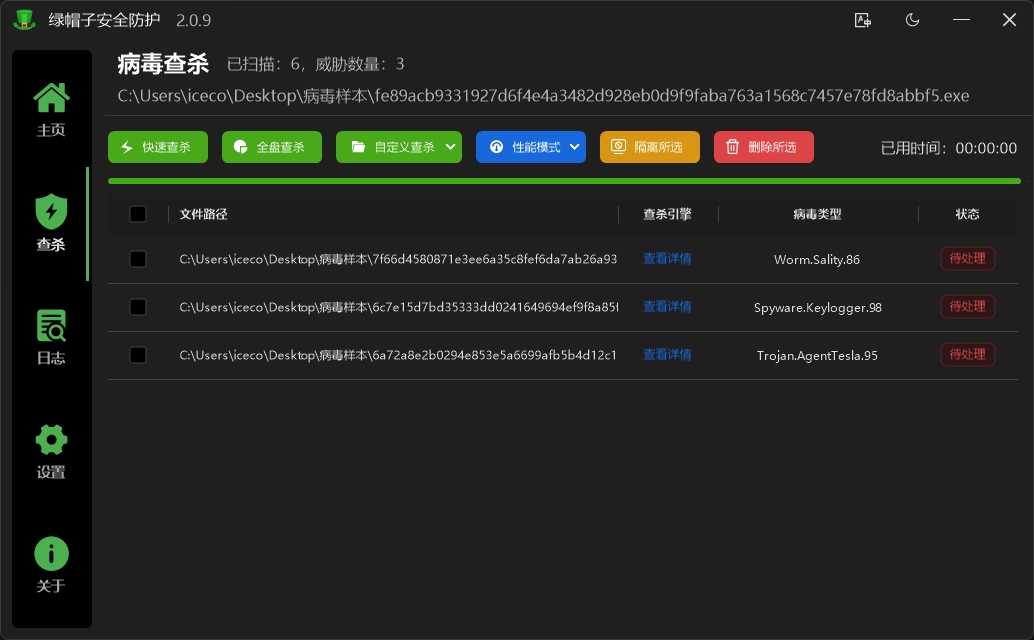 绿帽子安全防护 2.0.9
病毒查杀 已扫描：6，威胁数量：3
C:\Users\iceco\Desktop\病毒样本\fe89acb9331927d6f4e4a3482d928eb0d9f9faba763a1568c7457e78fd8abbf5.exe
快速查杀 全盘查杀 自定义查杀 性能模式 隔离所选 删除所选 已用时间：00:00:00
文件路径 查杀引擎 病毒类型 状态
C:\Users\iceco\Desktop\病毒样本\7f66d4580871e3ee6a35c8fef6da7ab26a93 查看详情 Worm.Sality.86 待处理
C:\Users\iceco\Desktop\病毒样本\6c7e15d7bd35333dd0241649694ef9f8a85f 查看详情 Spyware.Keylogger.98 待处理
C:\Users\iceco\Desktop\病毒样本\6a72a8e2b0294e853e5a6699afb5b4d12c1 查看详情 Trojan.AgentTesla.95 待处理
主页
查杀
日志
设置
关于